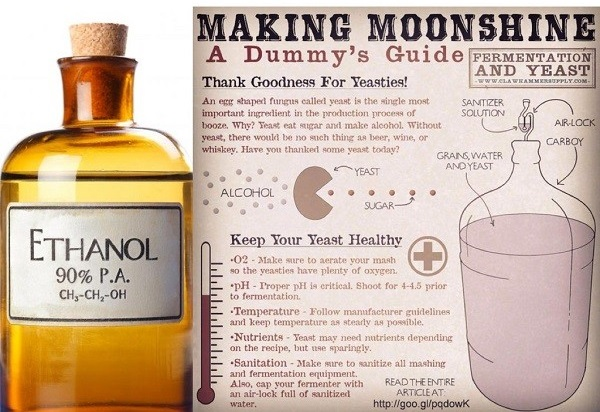 ETHANOL
90% P.A.
CH₃-CH₂-OH
MAKING MOONSHINE
A Dummy's Guide
FERMENTATION
AND YEAST
- WWW.CLAWHAMMERSUPPLY.COM -
Thank Goodness For Yeasties!
An egg shaped fungus called yeast is the single most
important ingredient in the production process of
booze. Why? Yeast eat sugar and make alcohol. Without
yeast, there would be no such thing as beer, wine, or
whiskey. Have you thanked some yeast today?
ALCOHOL
YEAST
SUGAR
SANITIZER
SOLUTION
AIR-LOCK
CARBOY
GRAINS, WATER
AND YEAST
Keep Your Yeast Healthy
•O2 - Make sure to aerate your mash
so the yeasties have plenty of oxygen.
•pH - Proper pH is critical. Shoot for 4-4.5 prior
to fermentation.
•Temperature - Follow manufacturer guidelines
and keep temperature as steady as possible.
•Nutrients - Yeast may need nutrients depending
on the recipe, but use sparingly.
•Sanitation - Make sure to sanitize all mashing
and fermentation equipment.
Also, cap your fermenter with
an air-lock full of sanitized
water.
READ THE ENTIRE
ARTICLE AT:
http://goo.gl/pqdowK